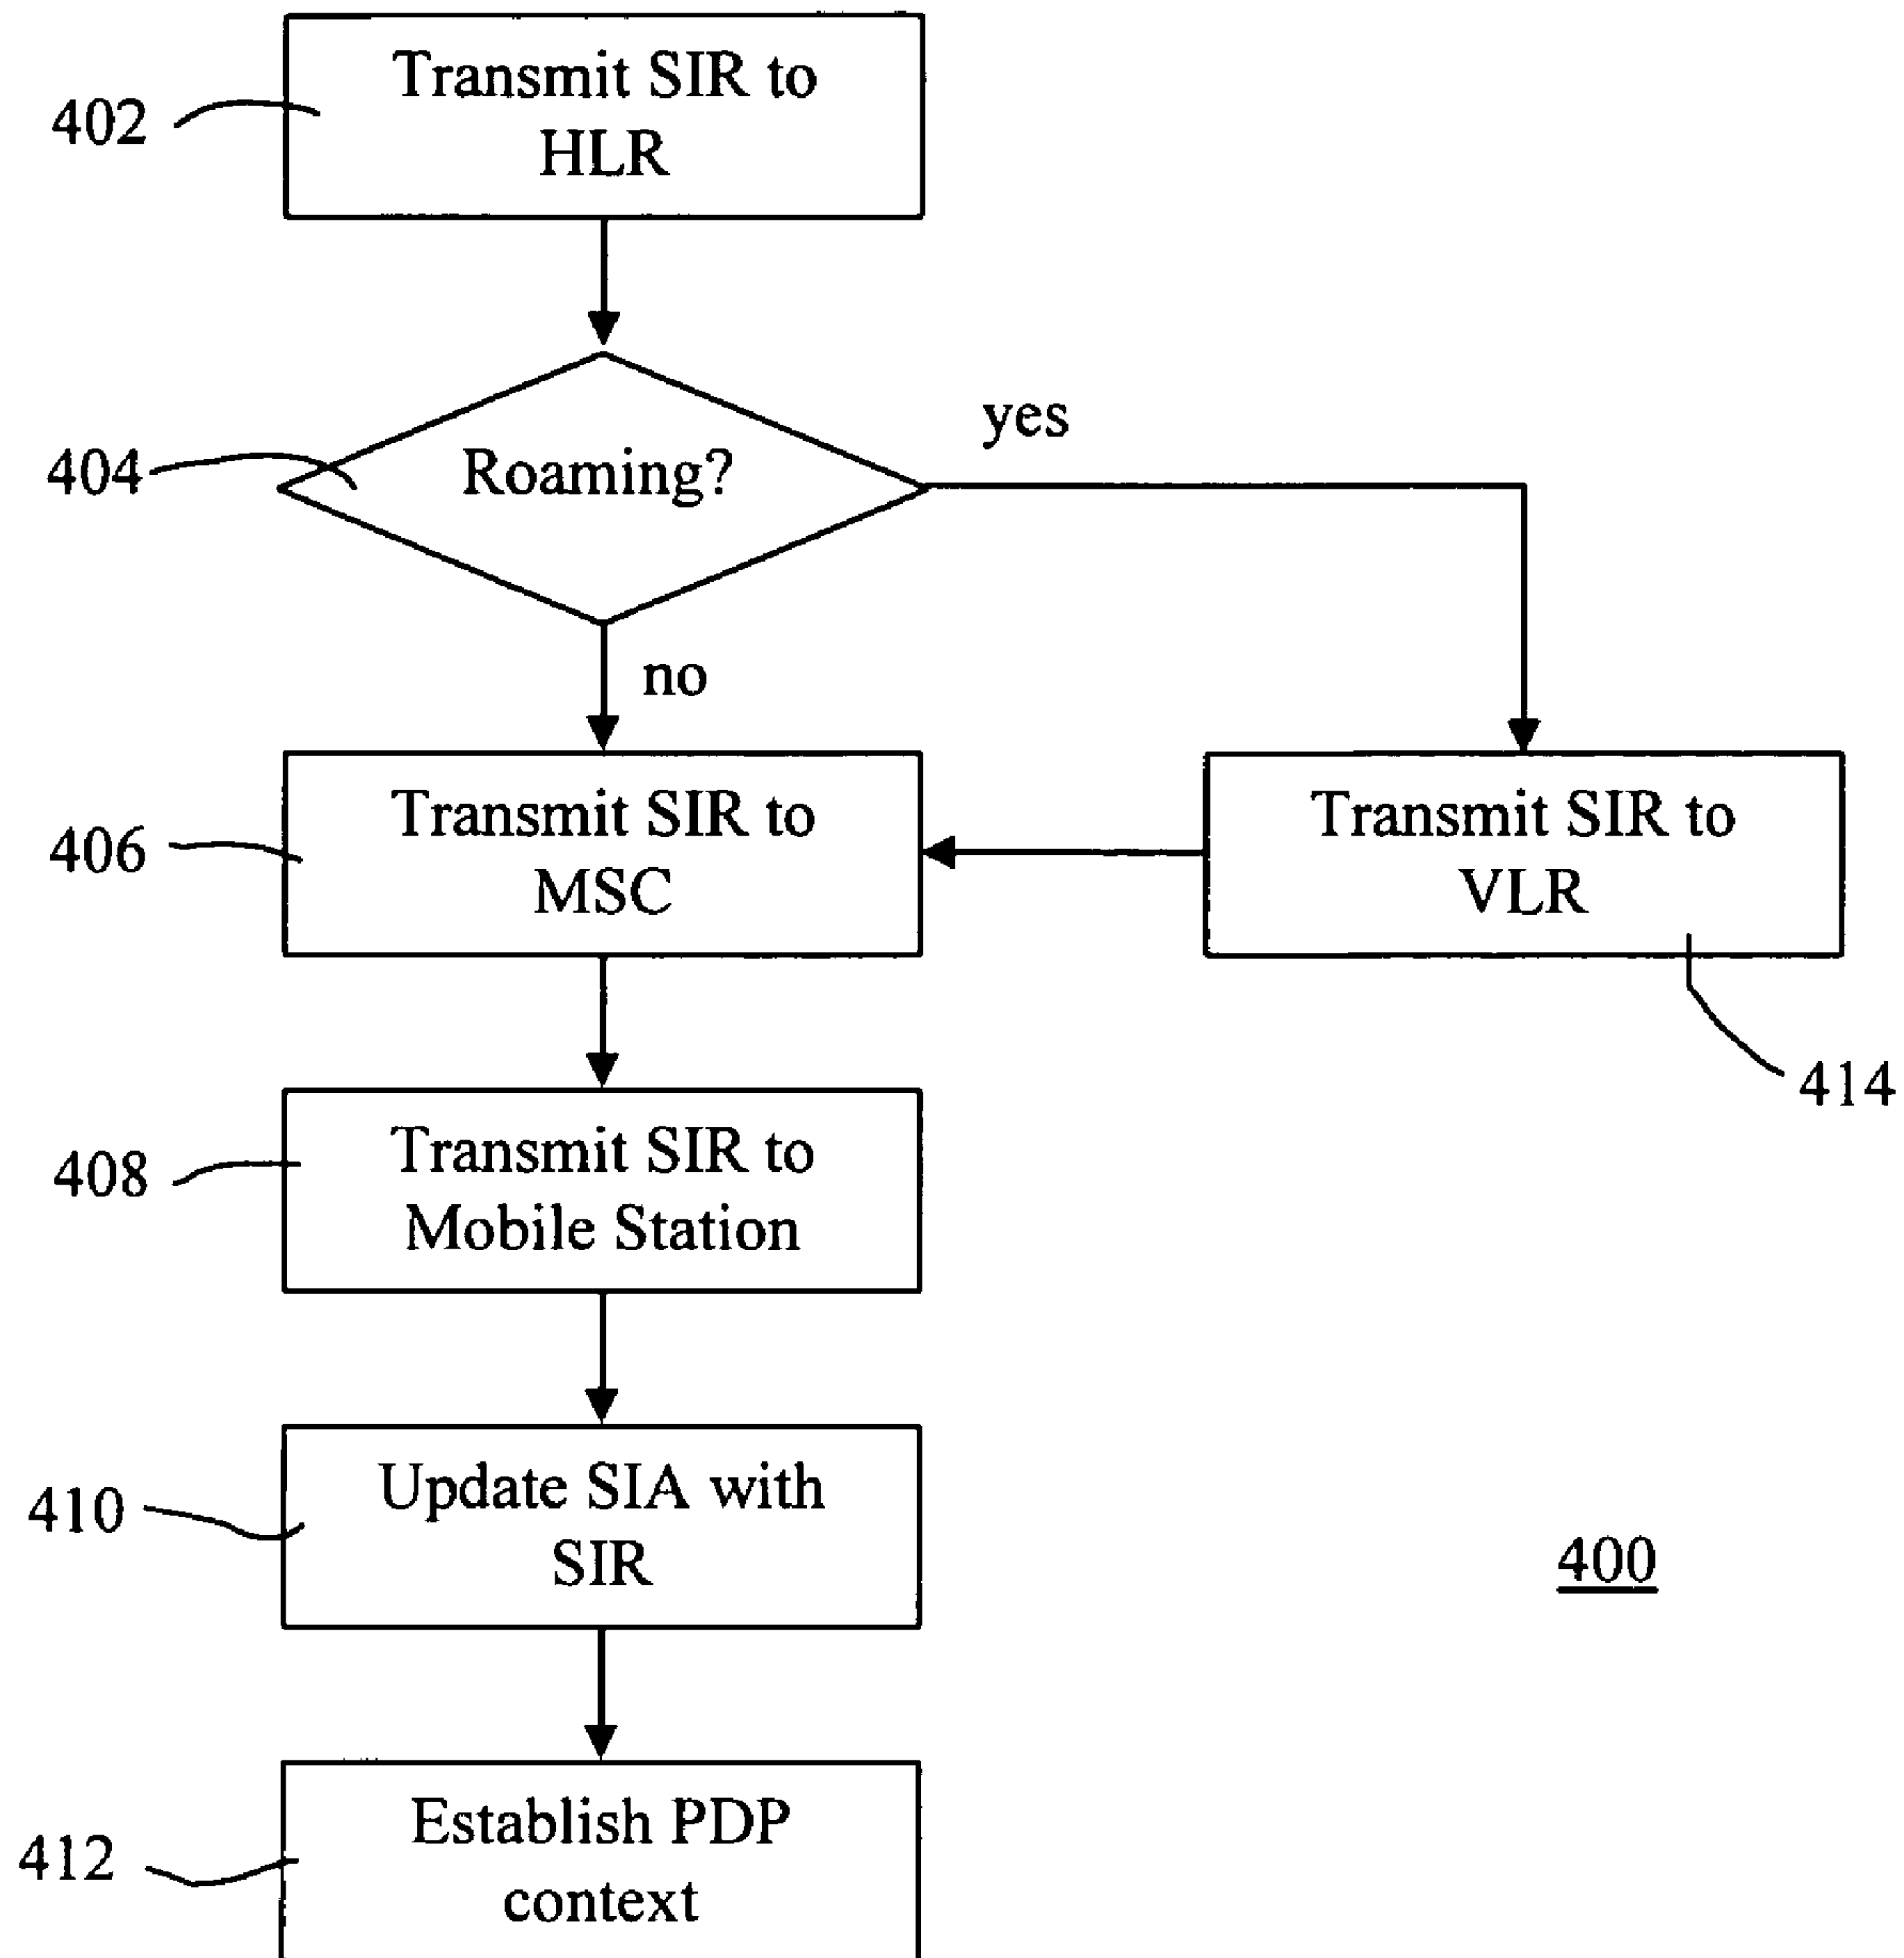 Transmit SIR to
HLR
402
yes
404
Roaming?
no
406
Transmit SIR to
MSC
Transmit SIR to
VLR
414
408
Transmit SIR to
Mobile Station
410
Update SIA with
SIR
400
412
Establish PDP
context